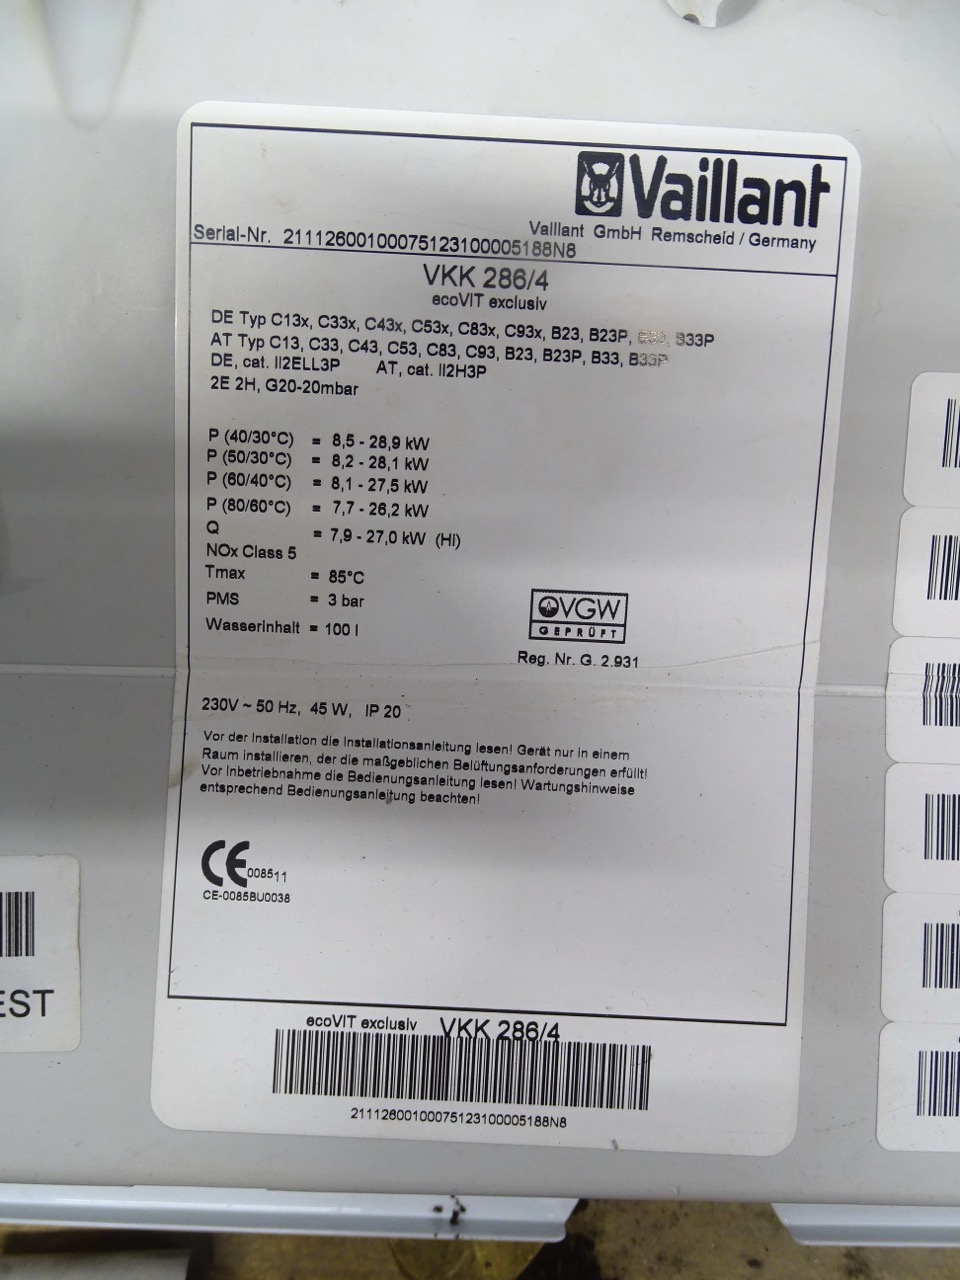 Vaillant
Vaillant GmbH Remscheid / Germany
Serial-Nr. 21112600100075123100005188N8
VKK 286/4
ecoVIT exclusiv
DE Typ C13x, C33x, C43x, C53x, C83x, C93x, B23, B23P, B33, B33P
AT Typ C13, C33, C43, C53, C83, C93, B23, B23P, B33, B33P
DE, cat. II2ELL3P AT, cat. II2H3P
2E 2H, G20-20mbar
P (40/30°C) = 8,5 - 28,9 kW
P (50/30°C) = 8,2 - 28,1 kW
P (60/40°C) = 8,1 - 27,5 kW
P (80/60°C) = 7,7 - 26,2 kW
Q = 7,9 - 27,0 kW (Hi)
NOx Class 5
Tmax = 85°C
PMS = 3 bar
Wasserinhalt = 100 l
OVGW
GEPRÜFT
Reg. Nr. G. 2.931
230V ~ 50 Hz, 45 W, IP 20
Vor der Installation die Installationsanleitung lesen! Gerät nur in einem
Raum installieren, der die maßgeblichen Belüftungsanforderungen erfüllt!
Vor Inbetriebnahme die Bedienungsanleitung lesen! Wartungshinweise
entsprechend Bedienungsanleitung beachten!
CE 008511
CE-0085BU0038
EST
ecoVIT exclusiv VKK 286/4
21112600100075123100005188N8